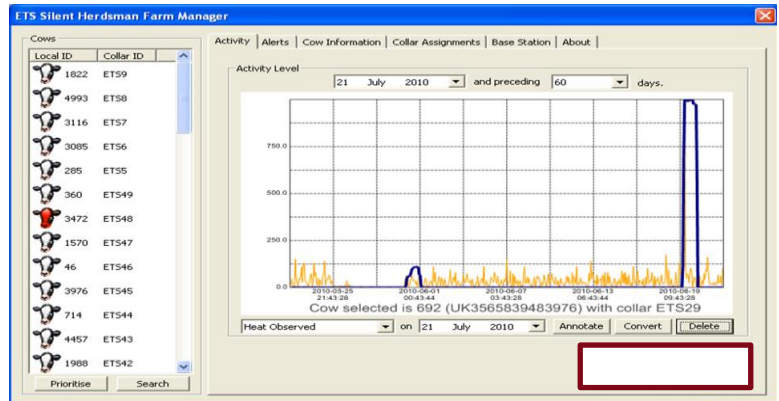 ETS Silent Herdsman Farm Manager
Cows
Local ID Collar ID
1822 ETS9
4993 ETS8
3116 ETS7
3085 ETS6
285 ETS5
360 ETS49
3472 ETS48
1570 ETS47
46 ETS46
3976 ETS45
714 ETS44
4457 ETS43
1988 ETS42
Prioritise Search
Activity Alerts Cow Information Collar Assignments Base Station About
Activity Level
21 July 2010 and preceding 60 days.
750.0
500.0
250.0
0.0
2010-05-25 2010-06-01 2010-06-07 2010-06-13 2010-06-19
21:43:28 00:43:44 03:43:28 06:43:44 09:43:28
Cow selected is 692 (UK3565839483976) with collar ETS29
Heat Observed on 21 July 2010 Annotate Convert Delete